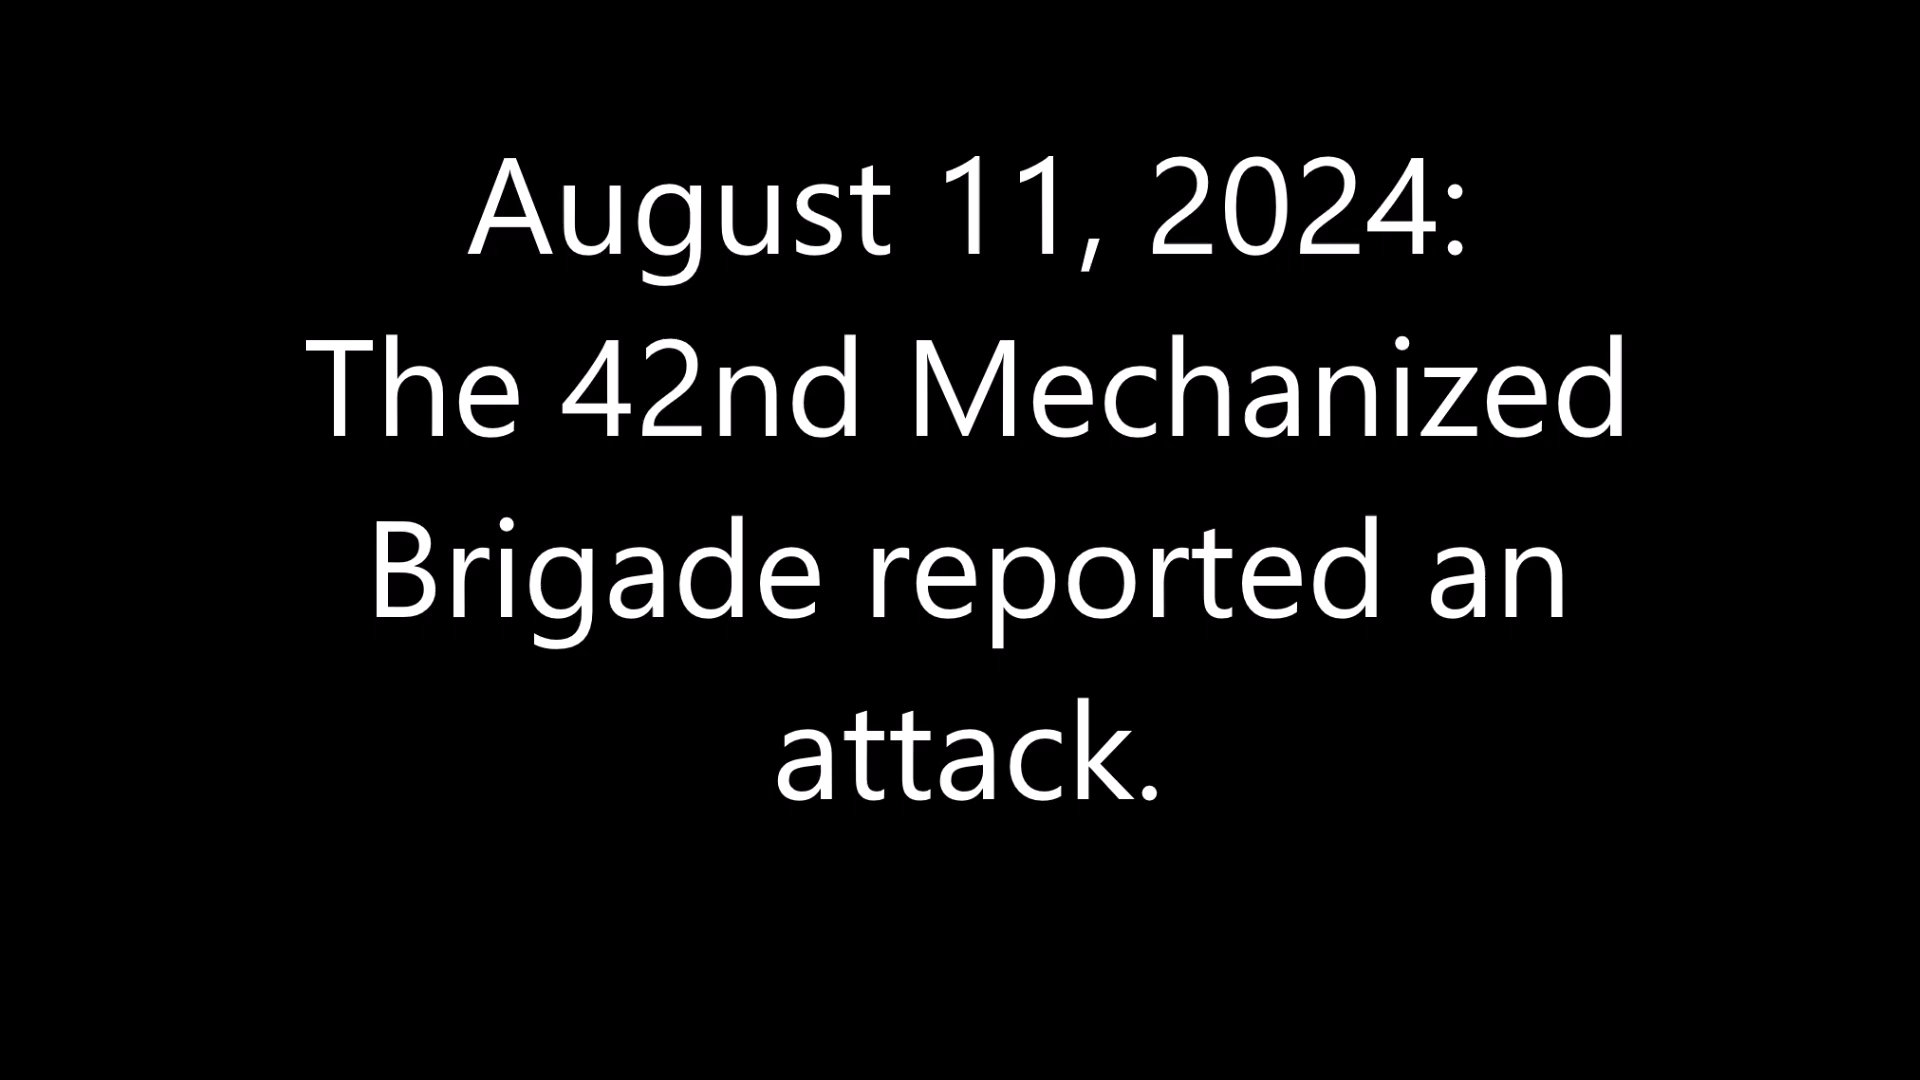 August 11, 2024:
The 42nd Mechanized
Brigade reported an
attack.